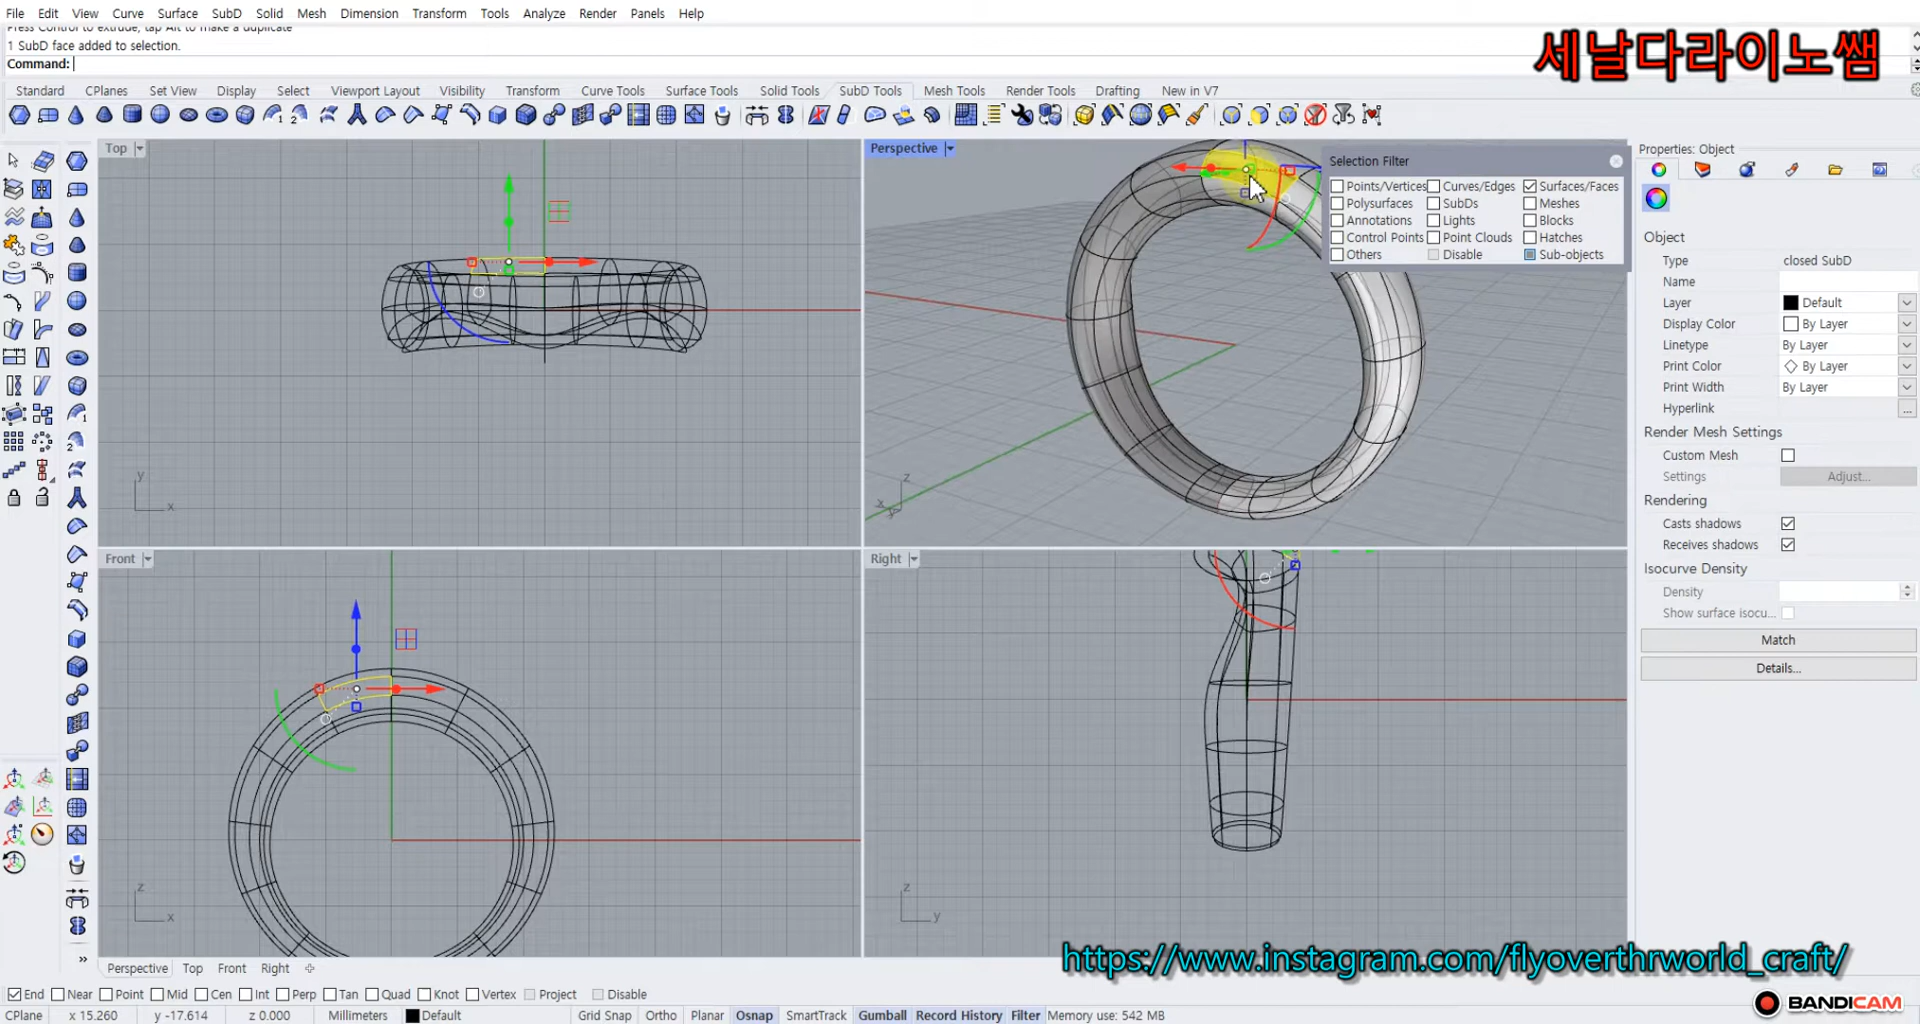 File Edit View Curve Surface SubD Solid Mesh Dimension Transform Tools Analyze Render Panels Help
Press Control to extrude, tap Alt to make a duplicate
1 SubD face added to selection.
Command:
세날다라이노쌤
Standard CPlanes Set View Display Select Viewport Layout Visibility Transform Curve Tools Surface Tools Solid Tools SubD Tools Mesh Tools Render Tools Drafting New in V7
Top
Perspective
Selection Filter
Points/Vertices Curves/Edges Surfaces/Faces
Polysurfaces SubDs Meshes
Annotations Lights Blocks
Control Points Point Clouds Hatches
Others Disable Sub-objects
Properties: Object
Object
Type closed SubD
Name
Layer Default
Display Color By Layer
Linetype By Layer
Print Color By Layer
Print Width By Layer
Hyperlink ...
Render Mesh Settings
Custom Mesh
Settings Adjust...
Rendering
Casts shadows
Receives shadows
Isocurve Density
Density
Show surface isocu...
Match
Details...
y
x
z
x
y
Front
Right
z
x
z
y
https://www.instagram.com/flyoverthrworld_craft/
Perspective Top Front Right
End Near Point Mid Cen Int Perp Tan Quad Knot Vertex Project Disable
CPlane x 15.260 y -17.614 z 0.000 Millimeters Default Grid Snap Ortho Planar Osnap SmartTrack Gumball Record History Filter Memory use: 542 MB
BANDICAM